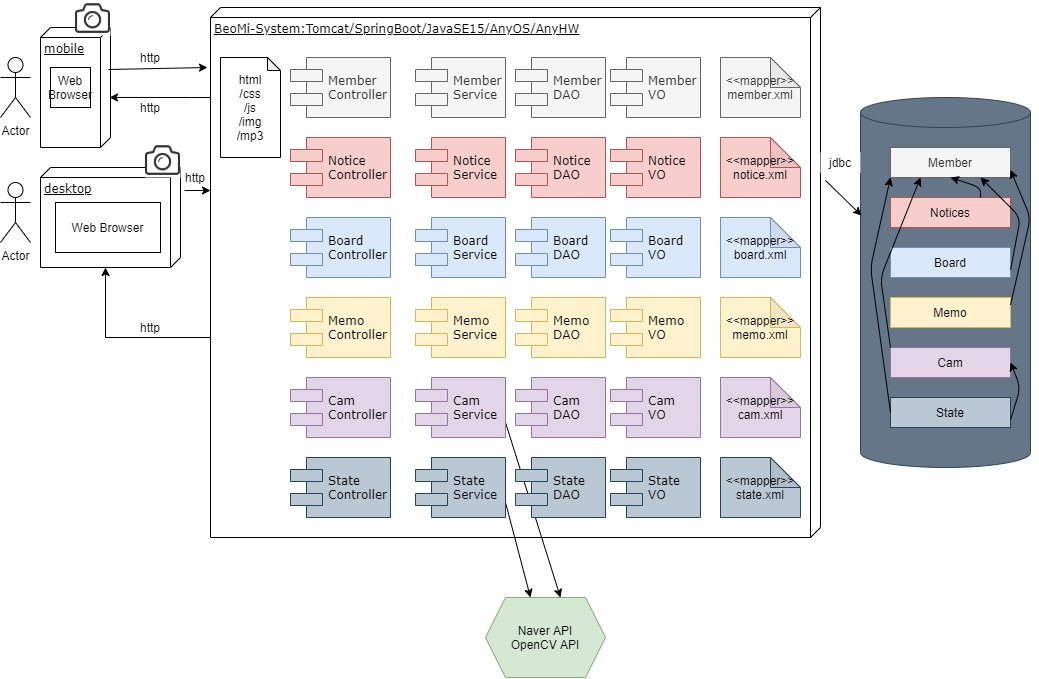 BeoMi-System:Tomcat/SpringBoot/JavaSE15/AnyOS/AnyHW
mobile
Web
Browser
Actor
http
http
desktop
Web Browser
Actor
http
http
html
/css
/js
/img
/mp3
Member
Controller
Member
Service
Member
DAO
Member
VO
<<mapper>>
member.xml
Notice
Controller
Notice
Service
Notice
DAO
Notice
VO
<<mapper>>
notice.xml
Board
Controller
Board
Service
Board
DAO
Board
VO
<<mapper>>
board.xml
Memo
Controller
Memo
Service
Memo
DAO
Memo
VO
<<mapper>>
memo.xml
Cam
Controller
Cam
Service
Cam
DAO
Cam
VO
<<mapper>>
cam.xml
State
Controller
State
Service
State
DAO
State
VO
<<mapper>>
state.xml
jdbc
Member
Notices
Board
Memo
Cam
State
Naver API
OpenCV API